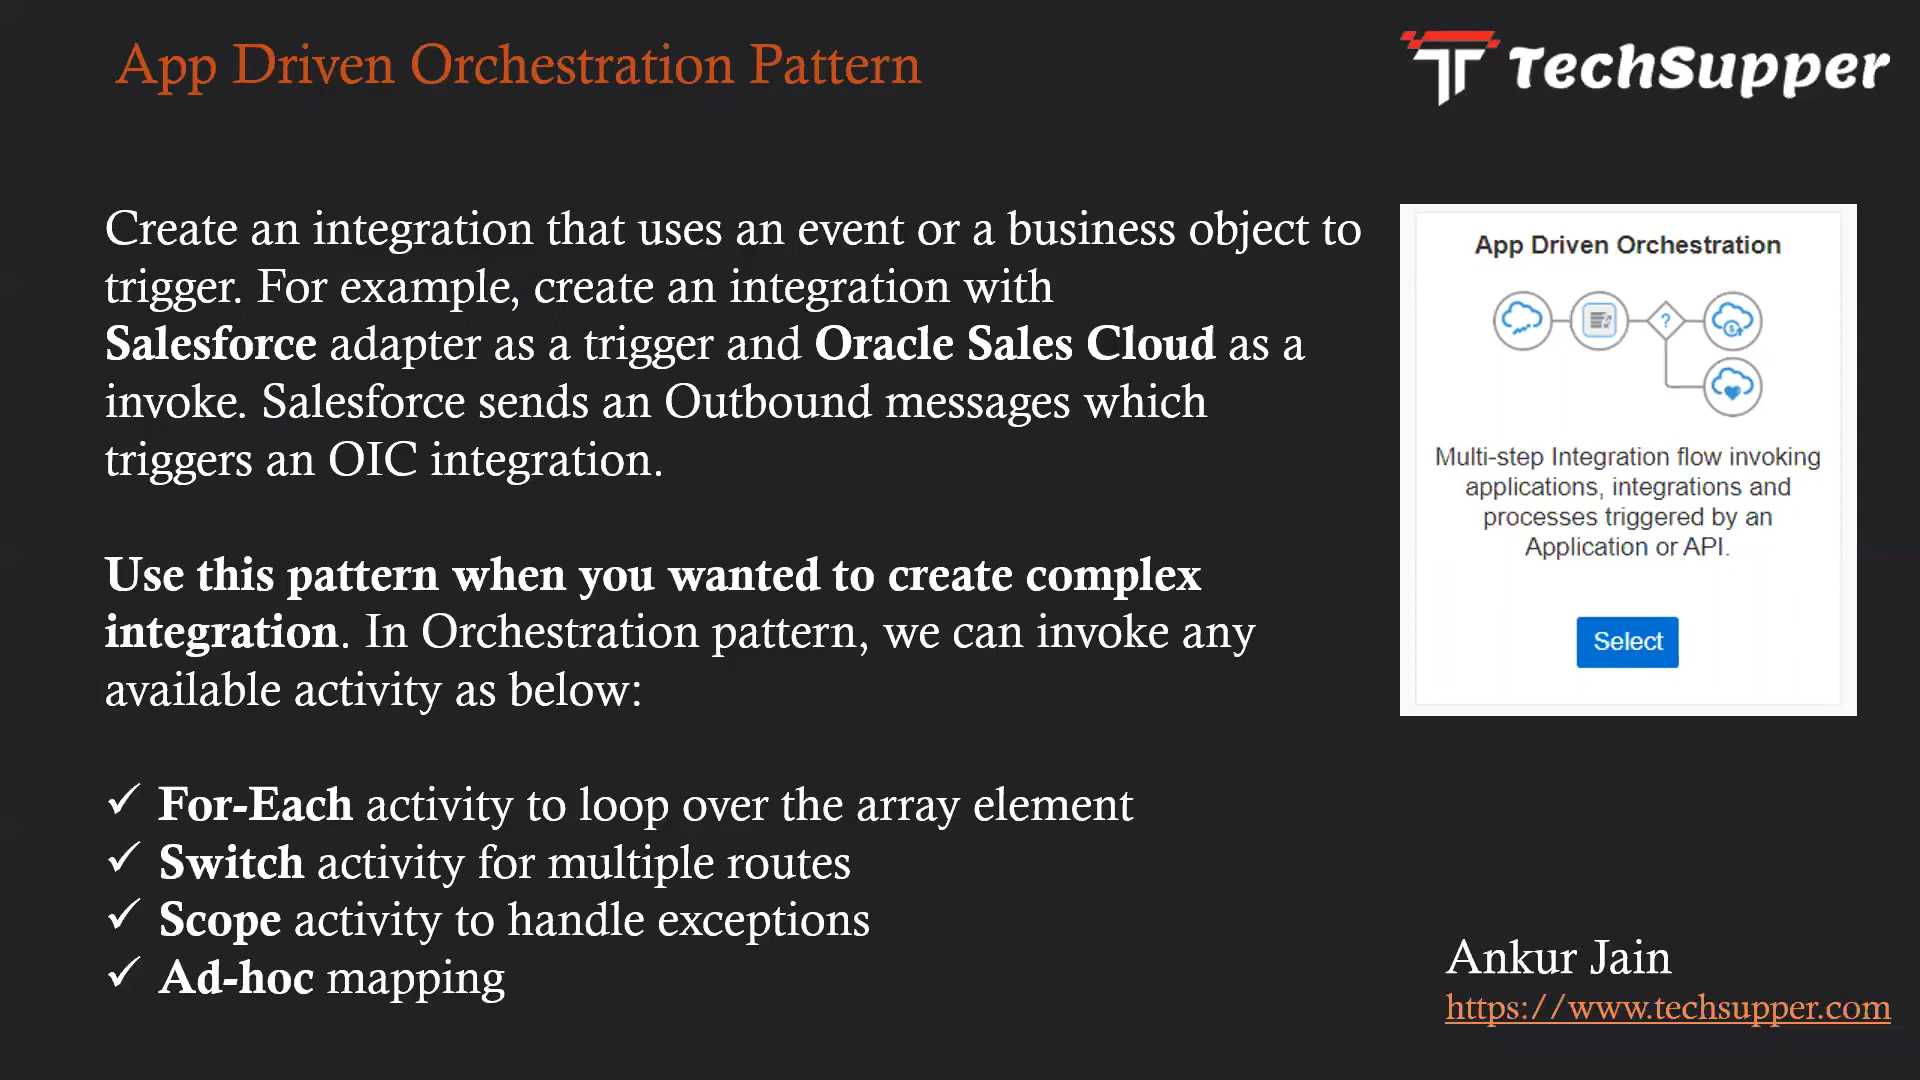 App Driven Orchestration Pattern
TechSupper
Create an integration that uses an event or a business object to
trigger. For example, create an integration with
Salesforce adapter as a trigger and Oracle Sales Cloud as a
invoke. Salesforce sends an Outbound messages which
triggers an OIC integration.
Use this pattern when you wanted to create complex
integration. In Orchestration pattern, we can invoke any
available activity as below:
✓ For-Each activity to loop over the array element
✓ Switch activity for multiple routes
✓ Scope activity to handle exceptions
✓ Ad-hoc mapping
App Driven Orchestration
?
$
Multi-step Integration flow invoking
applications, integrations and
processes triggered by an
Application or API.
Select
Ankur Jain
https://www.techsupper.com